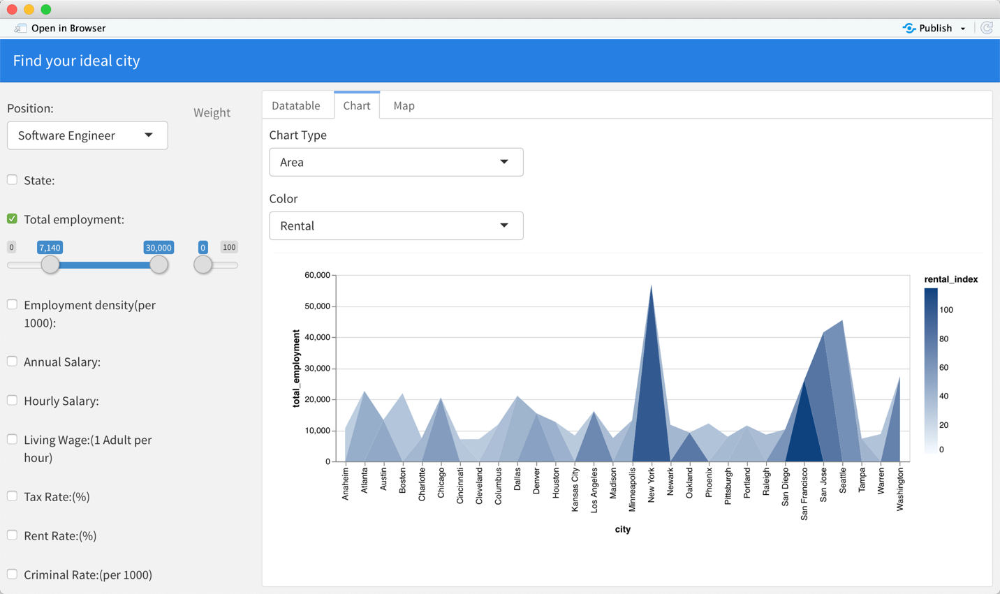 Open in Browser
Publish
Find your ideal city
Position:
Weight
Software Engineer
State:
Total employment:
0
7,140
30,000
0
100
Employment density(per
1000):
Annual Salary:
Hourly Salary:
Living Wage:(1 Adult per
hour)
Tax Rate:(%)
Rent Rate:(%)
Criminal Rate:(per 1000)
Datatable
Chart
Map
Chart Type
Area
Color
Rental
60,000
50,000
40,000
30,000
20,000
10,000
0
total_employment
Anaheim
Atlanta
Austin
Boston
Charlotte
Chicago
Cincinnati
Cleveland
Columbus
Dallas
Denver
Houston
Kansas City
Los Angeles
Madison
Minneapolis
New York
Newark
Oakland
Phoenix
Pittsburgh
Portland
Raleigh
San Diego
San Francisco
San Jose
Seattle
Tampa
Warren
Washington
city
rental_index
100
80
60
40
20
0